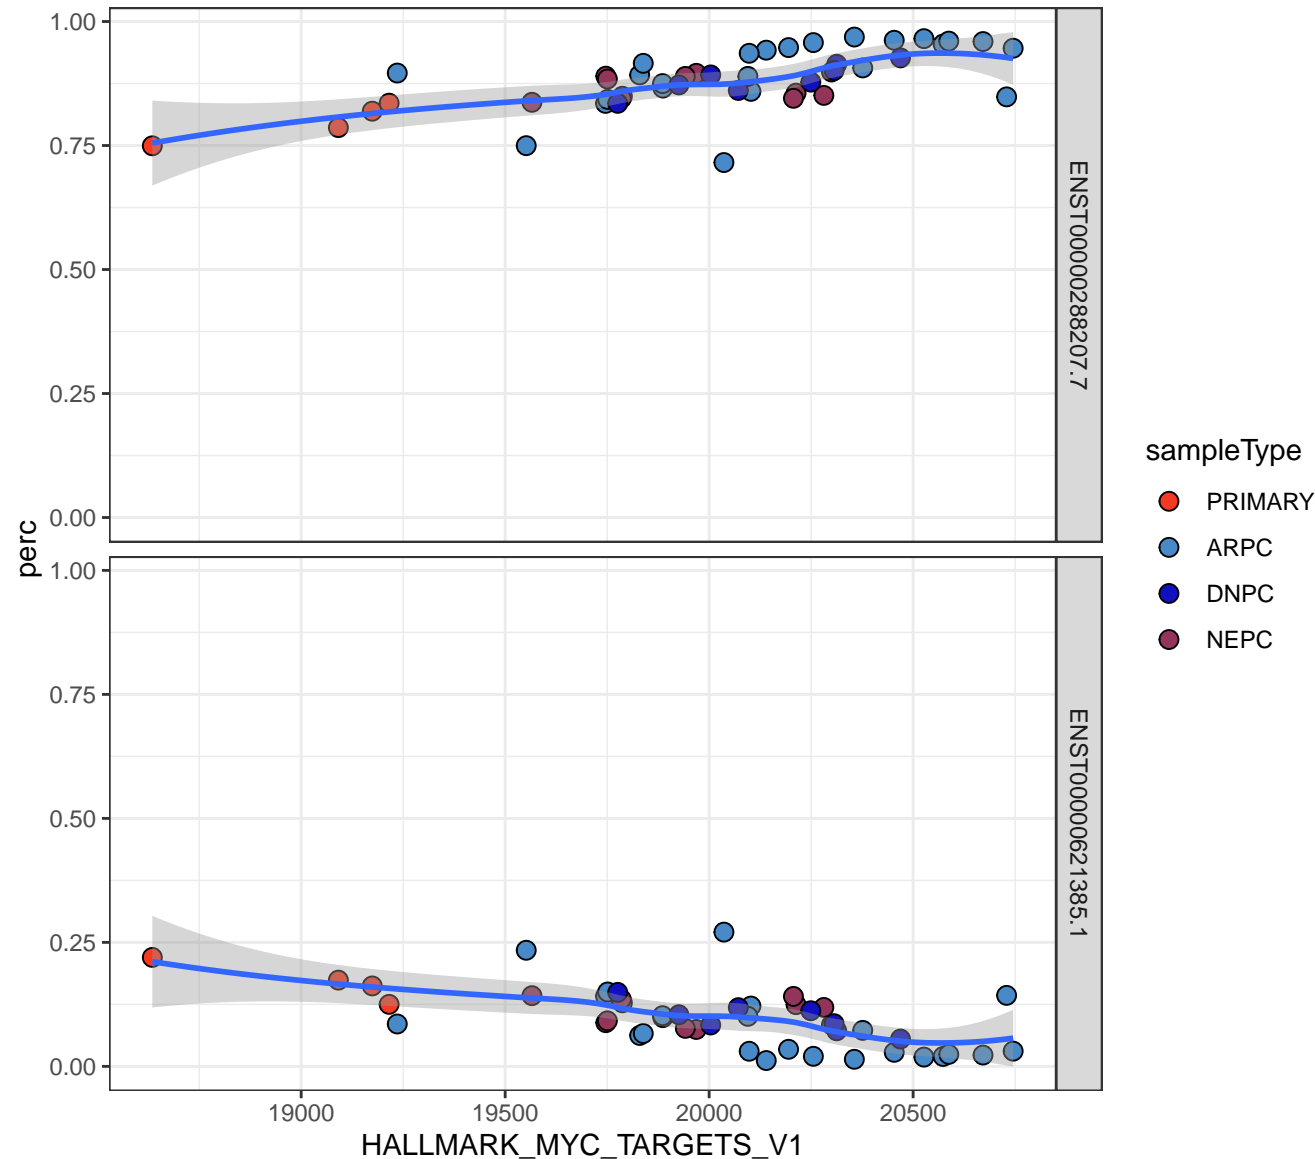 1.00
0.75
0.50
0.25
0.00
ENST00000288207.7
1.00
0.75
0.50
0.25
0.00
ENST00000621385.1
perc
19000 19500 20000 20500
HALLMARK_MYC_TARGETS_V1
sampleType
PRIMARY
ARPC
DNPC
NEPC